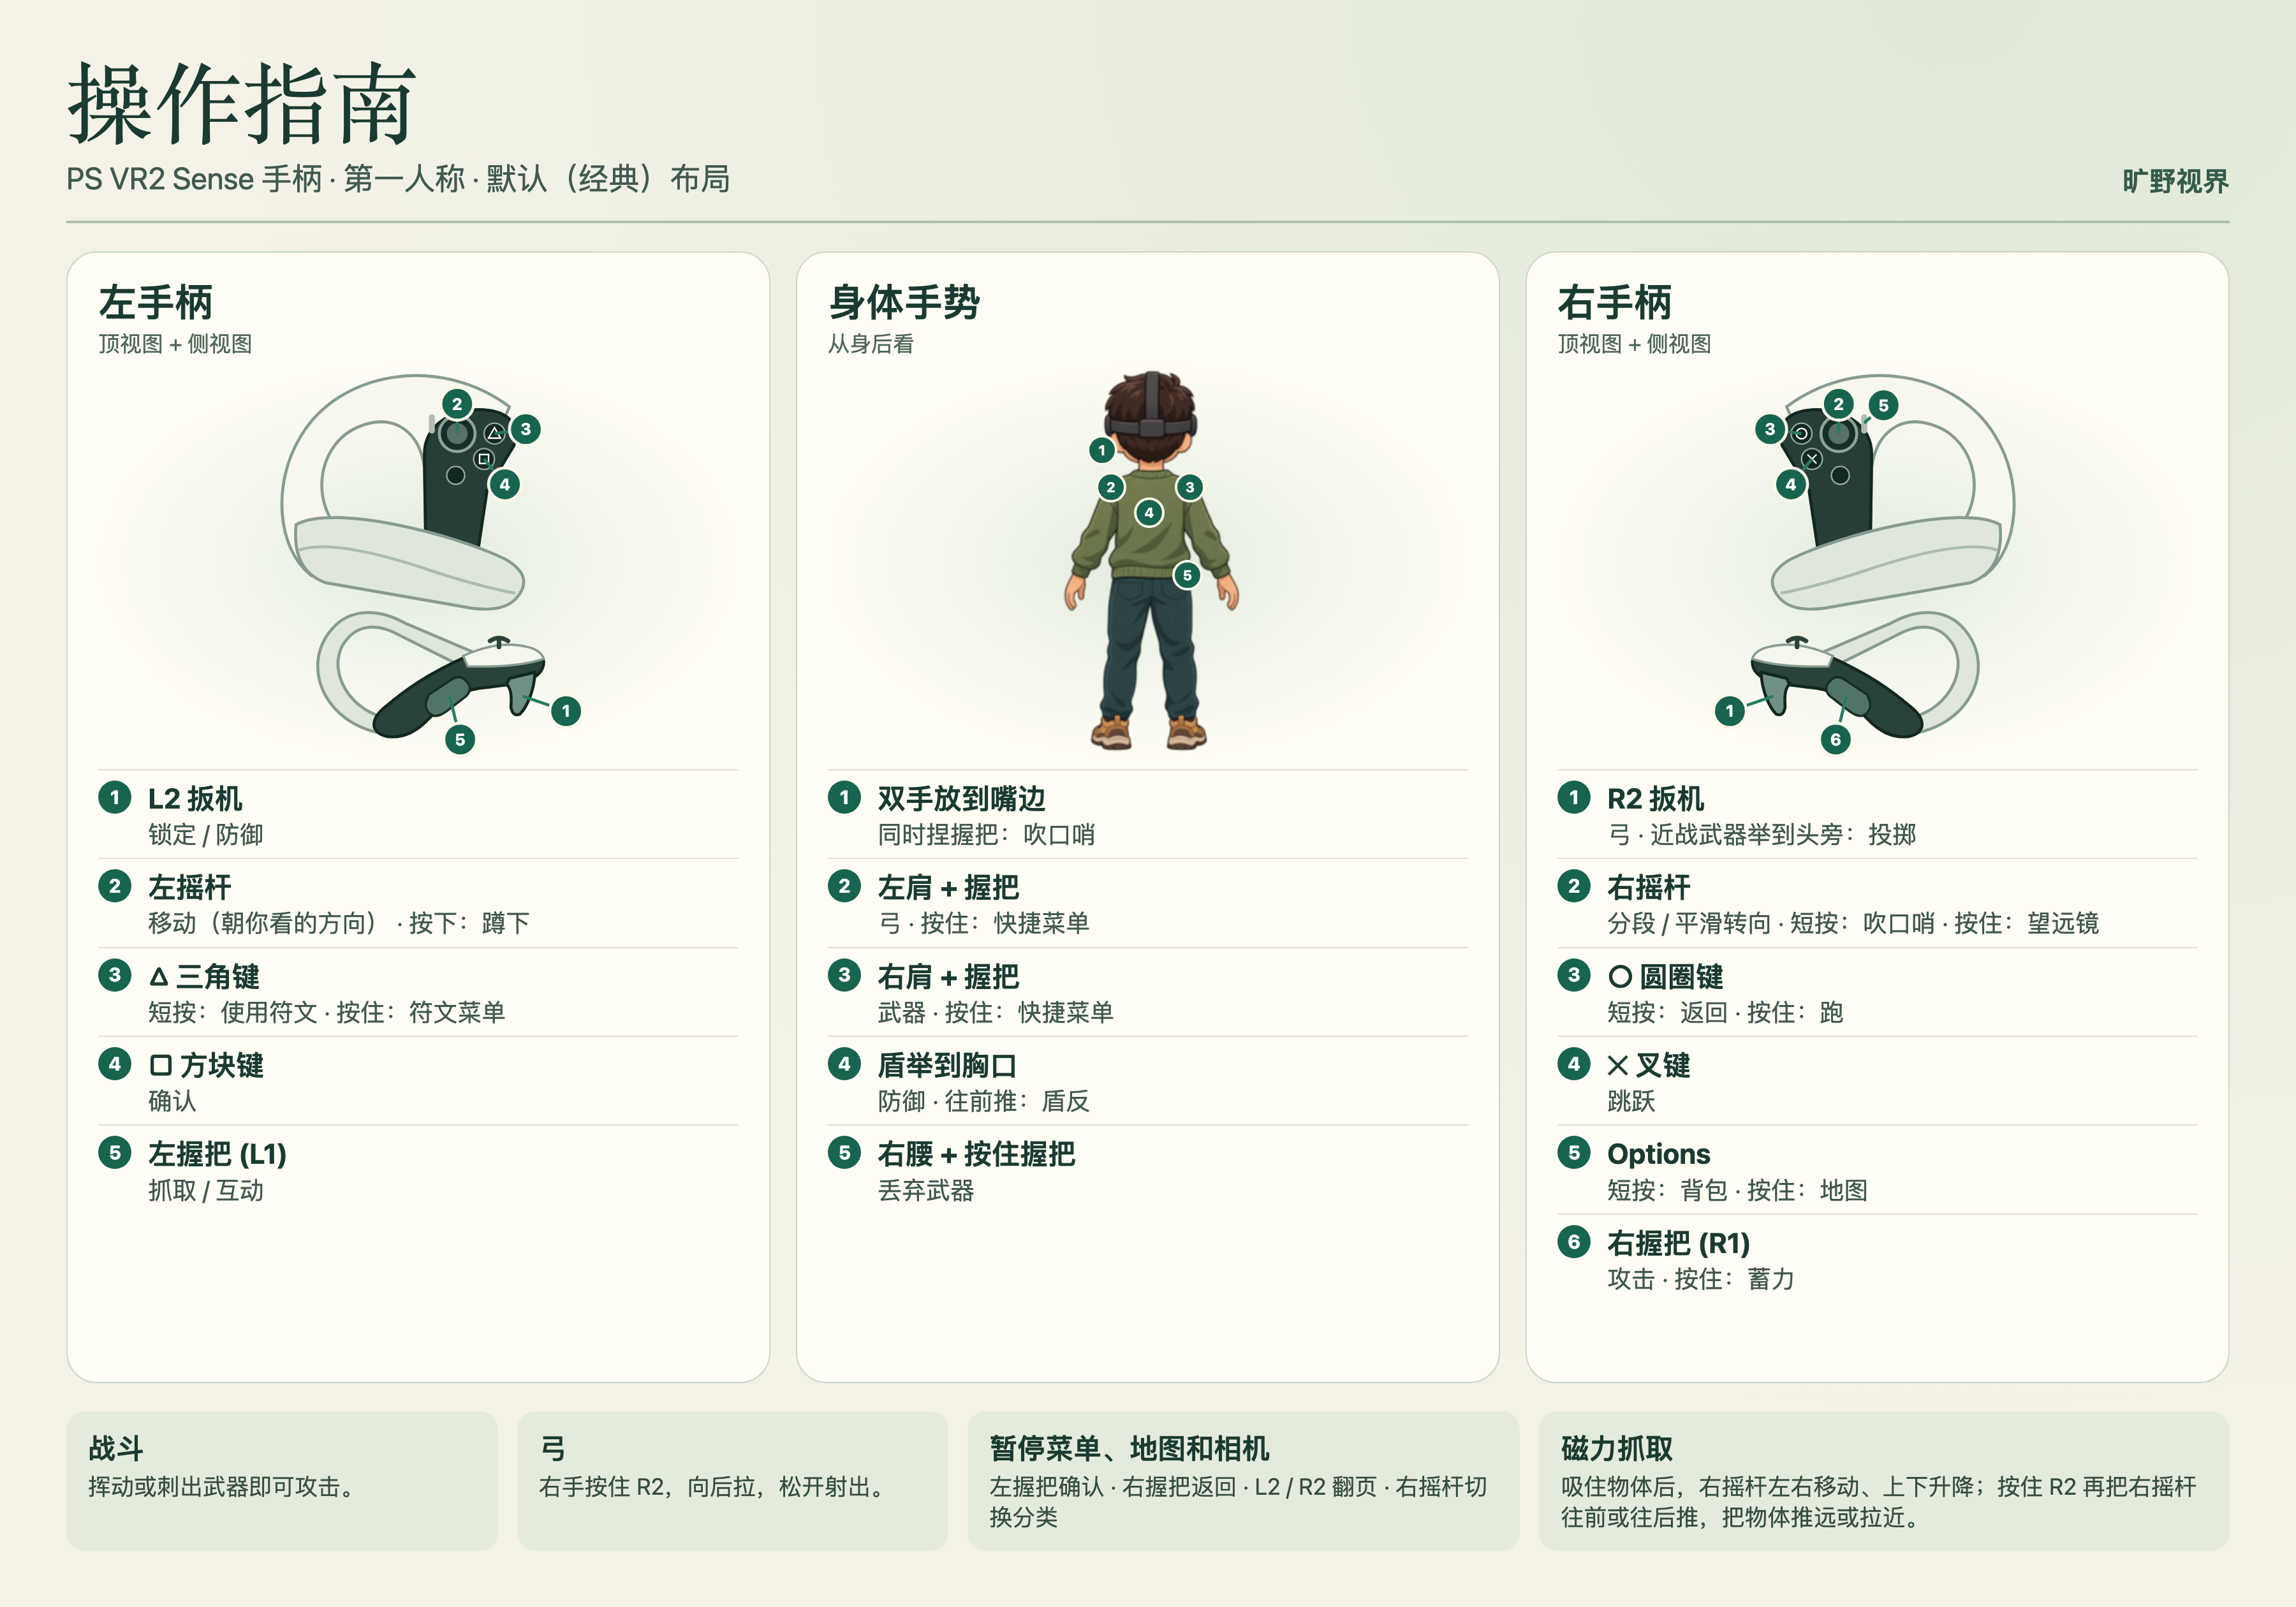 操作指南
PS VR2 Sense 手柄 · 第一人称 · 默认（经典）布局
旷野视界
左手柄
顶视图 + 侧视图
2
3
4
1
5
1 L2 扳机
锁定 / 防御
2 左摇杆
移动（朝你看的方向） · 按下：蹲下
3 △ 三角键
短按：使用符文 · 按住：符文菜单
4 □ 方块键
确认
5 左握把 (L1)
抓取 / 互动
身体手势
从身后看
1
2
3
4
5
1 双手放到嘴边
同时捏握把：吹口哨
2 左肩 + 握把
弓 · 按住：快捷菜单
3 右肩 + 握把
武器 · 按住：快捷菜单
4 盾举到胸口
防御 · 往前推：盾反
5 右腰 + 按住握把
丢弃武器
右手柄
顶视图 + 侧视图
2
5
3
4
1
6
1 R2 扳机
弓 · 近战武器举到头旁：投掷
2 右摇杆
分段 / 平滑转向 · 短按：吹口哨 · 按住：望远镜
3 ○ 圆圈键
短按：返回 · 按住：跑
4 ✕ 叉键
跳跃
5 Options
短按：背包 · 按住：地图
6 右握把 (R1)
攻击 · 按住：蓄力
战斗
挥动或刺出武器即可攻击。
弓
右手按住 R2，向后拉，松开射出。
暂停菜单、地图和相机
左握把确认 · 右握把返回 · L2 / R2 翻页 · 右摇杆切
换分类
磁力抓取
吸住物体后，右摇杆左右移动、上下升降；按住 R2 再把右摇杆
往前或往后推，把物体推远或拉近。